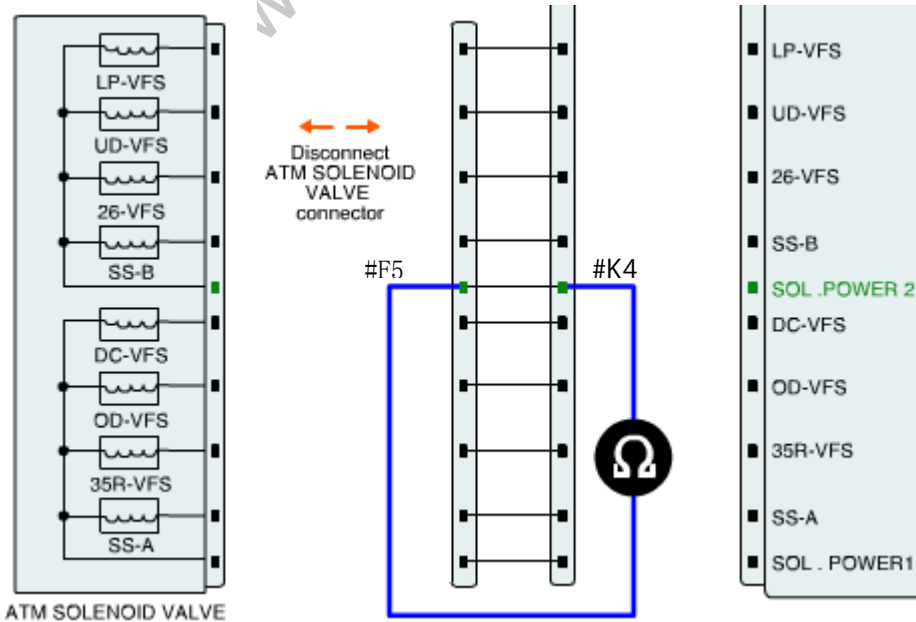 LP-VFS
UD-VFS
26-VFS
SS-B
DC-VFS
OD-VFS
35R-VFS
SS-A
ATM SOLENOID VALVE
Disconnect
ATM SOLENOID
VALVE
connector
#F5
#K4
Ω
LP-VFS
UD-VFS
26-VFS
SS-B
SOL .POWER 2
DC-VFS
OD-VFS
35R-VFS
SS-A
SOL . POWER1